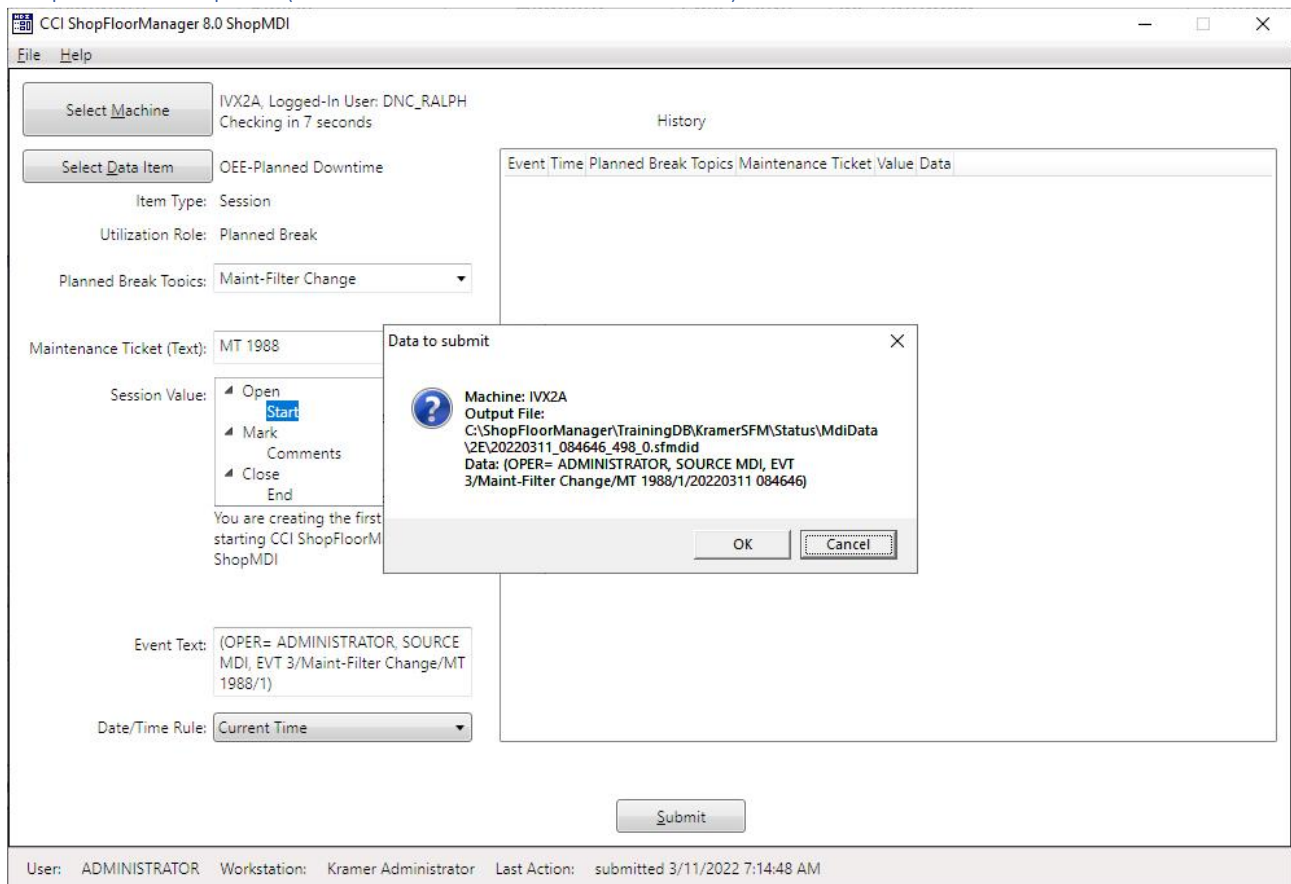 CCI ShopFloorManager 8.0 ShopMDI
File Help
Select Machine
IVX2A, Logged-In User: DNC_RALPH
Checking in 7 seconds
History
Select Data Item
OEE-Planned Downtime
Event Time Planned Break Topics Maintenance Ticket Value Data
Item Type: Session
Utilization Role: Planned Break
Planned Break Topics: Maint-Filter Change
Maintenance Ticket (Text): MT 1988
Session Value:
Open
Start
Mark
Comments
Close
End
You are creating the first
starting CCI ShopFloorM
ShopMDI
Data to submit
Machine: IVX2A
Output File:
C:\ShopFloorManager\TrainingDB\KramerSFM\Status\MdiData
\2E\20220311_084646_498_0.sfmdid
Data: (OPER= ADMINISTRATOR, SOURCE MDI, EVT
3/Maint-Filter Change/MT 1988/1/20220311 084646)
OK
Cancel
Event Text: (OPER= ADMINISTRATOR, SOURCE
MDI, EVT 3/Maint-Filter Change/MT
1988/1)
Date/Time Rule: Current Time
Submit
User: ADMINISTRATOR Workstation: Kramer Administrator Last Action: submitted 3/11/2022 7:14:48 AM